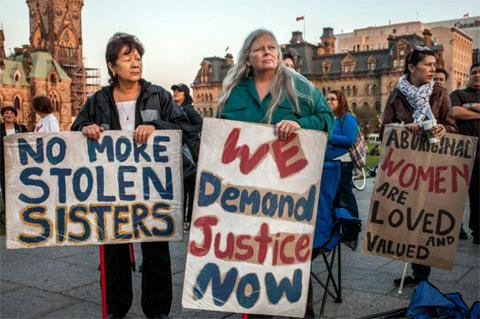 NO MORE
STOLEN
SISTERS
WE
Demand
Justice
NOW
ABORIGINAL
WOMEN
ARE
LOVED
AND
VALUED